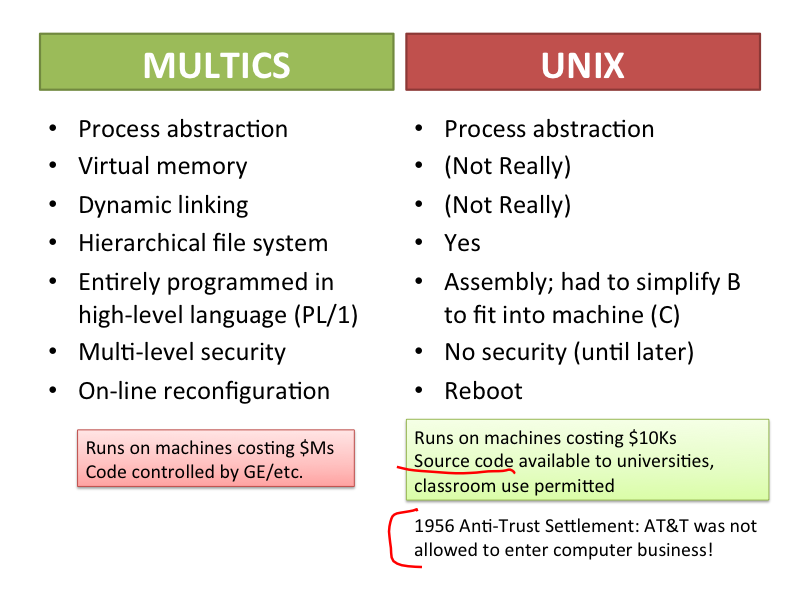 MULTICS
• Process abstraction
• Virtual memory
• Dynamic linking
• Hierarchical file system
• Entirely programmed in
high-level language (PL/1)
• Multi-level security
• On-line reconfiguration
Runs on machines costing $Ms
Code controlled by GE/etc.
UNIX
• Process abstraction
• (Not Really)
• (Not Really)
• Yes
• Assembly; had to simplify B
to fit into machine (C)
• No security (until later)
• Reboot
Runs on machines costing $10Ks
Source code available to universities,
classroom use permitted
1956 Anti-Trust Settlement: AT&T was not
allowed to enter computer business!